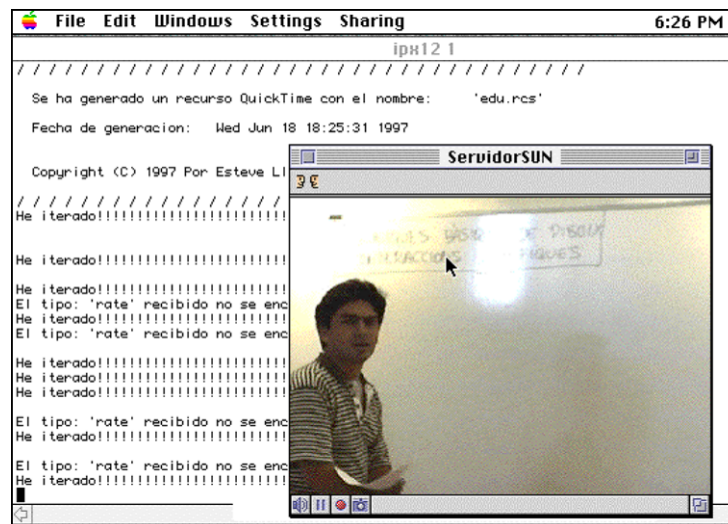 File Edit Windows Settings Sharing 6:26 PM
ipx12 1
/ / / / / / / / / / / / / / / / / / / / / / / / / / / / / / / / / / / / /
Se ha generado un recurso QuickTime con el nombre: 'edu.rcs'
Fecha de generacion: Wed Jun 18 18:25:31 1997
Copyright (C) 1997 Por Esteve Ll
/ / / / / / / / / / / / / / / / /
He iterado!!!!!!!!!!!!!!!!!!!!!!!!
He iterado!!!!!!!!!!!!!!!!!!!!!!!!
He iterado!!!!!!!!!!!!!!!!!!!!!!!!
El tipo: 'rate' recibido no se enc
He iterado!!!!!!!!!!!!!!!!!!!!!!!!
El tipo: 'rate' recibido no se enc
He iterado!!!!!!!!!!!!!!!!!!!!!!!!
He iterado!!!!!!!!!!!!!!!!!!!!!!!!
He iterado!!!!!!!!!!!!!!!!!!!!!!!!
El tipo: 'rate' recibido no se enc
He iterado!!!!!!!!!!!!!!!!!!!!!!!!
El tipo: 'rate' recibido no se enc
He iterado!!!!!!!!!!!!!!!!!!!!!!!!
ServidorSUN